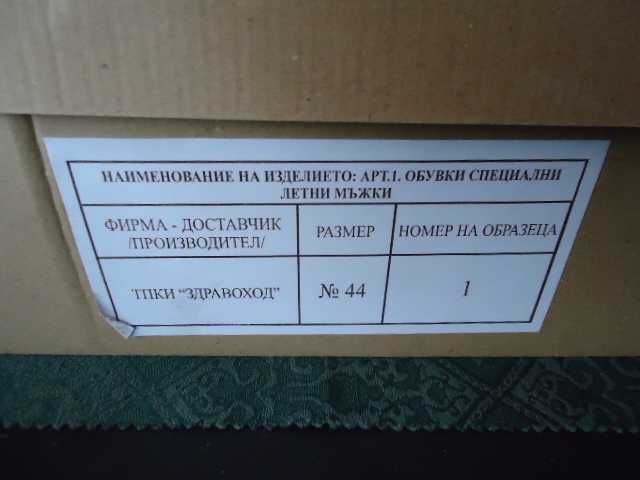 НАИМЕНОВАНИЕ НА ИЗДЕЛИЕТО: АРТ.1. ОБУВКИ СПЕЦИАЛНИ
ЛЕТНИ МЪЖКИ
ФИРМА - ДОСТАВЧИК
/ПРОИЗВОДИТЕЛ/
РАЗМЕР
НОМЕР НА ОБРАЗЕЦА
ТПКИ “ЗДРАВОХОД”
№ 44
1